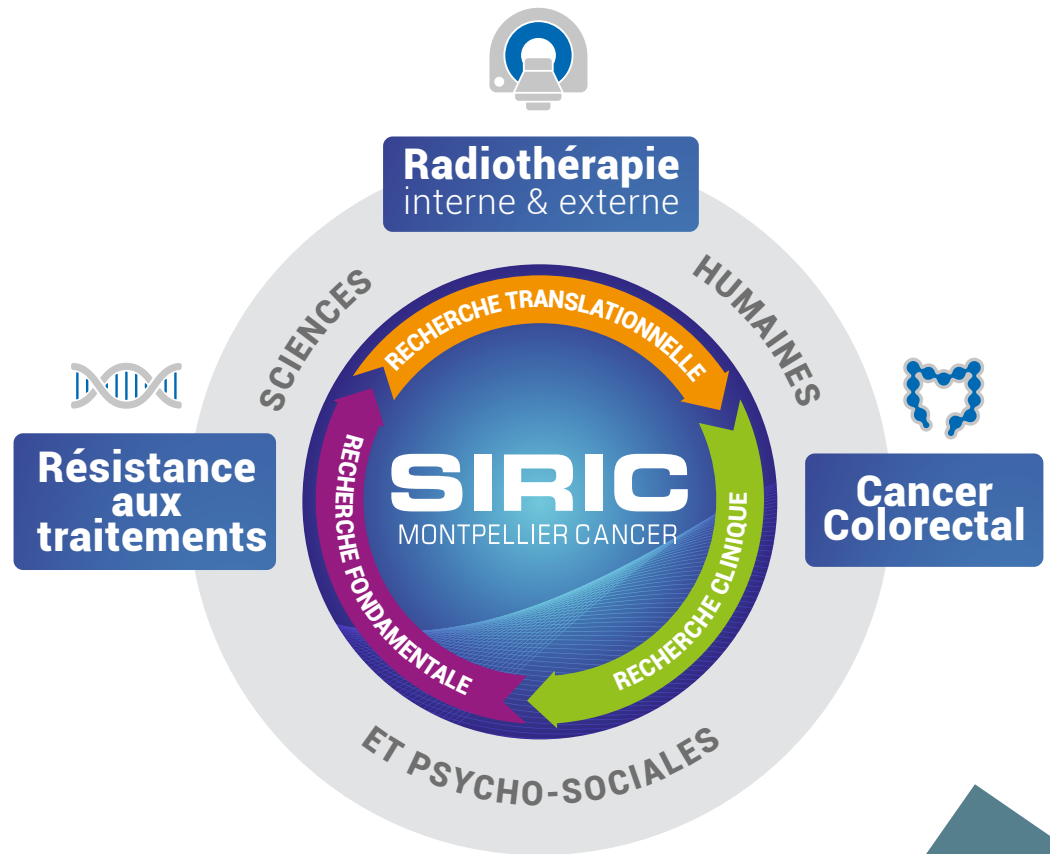 Radiothérapie
interne & externe
SCIENCES
HUMAINES
RECHERCHE TRANSLATIONNELLE
Résistance
aux
traitements
SIRIC
MONTPELLIER CANCER
Cancer
Colorectal
RECHERCHE FONDAMENTALE
RECHERCHE CLINIQUE
ET PSYCHO-SOCIALES